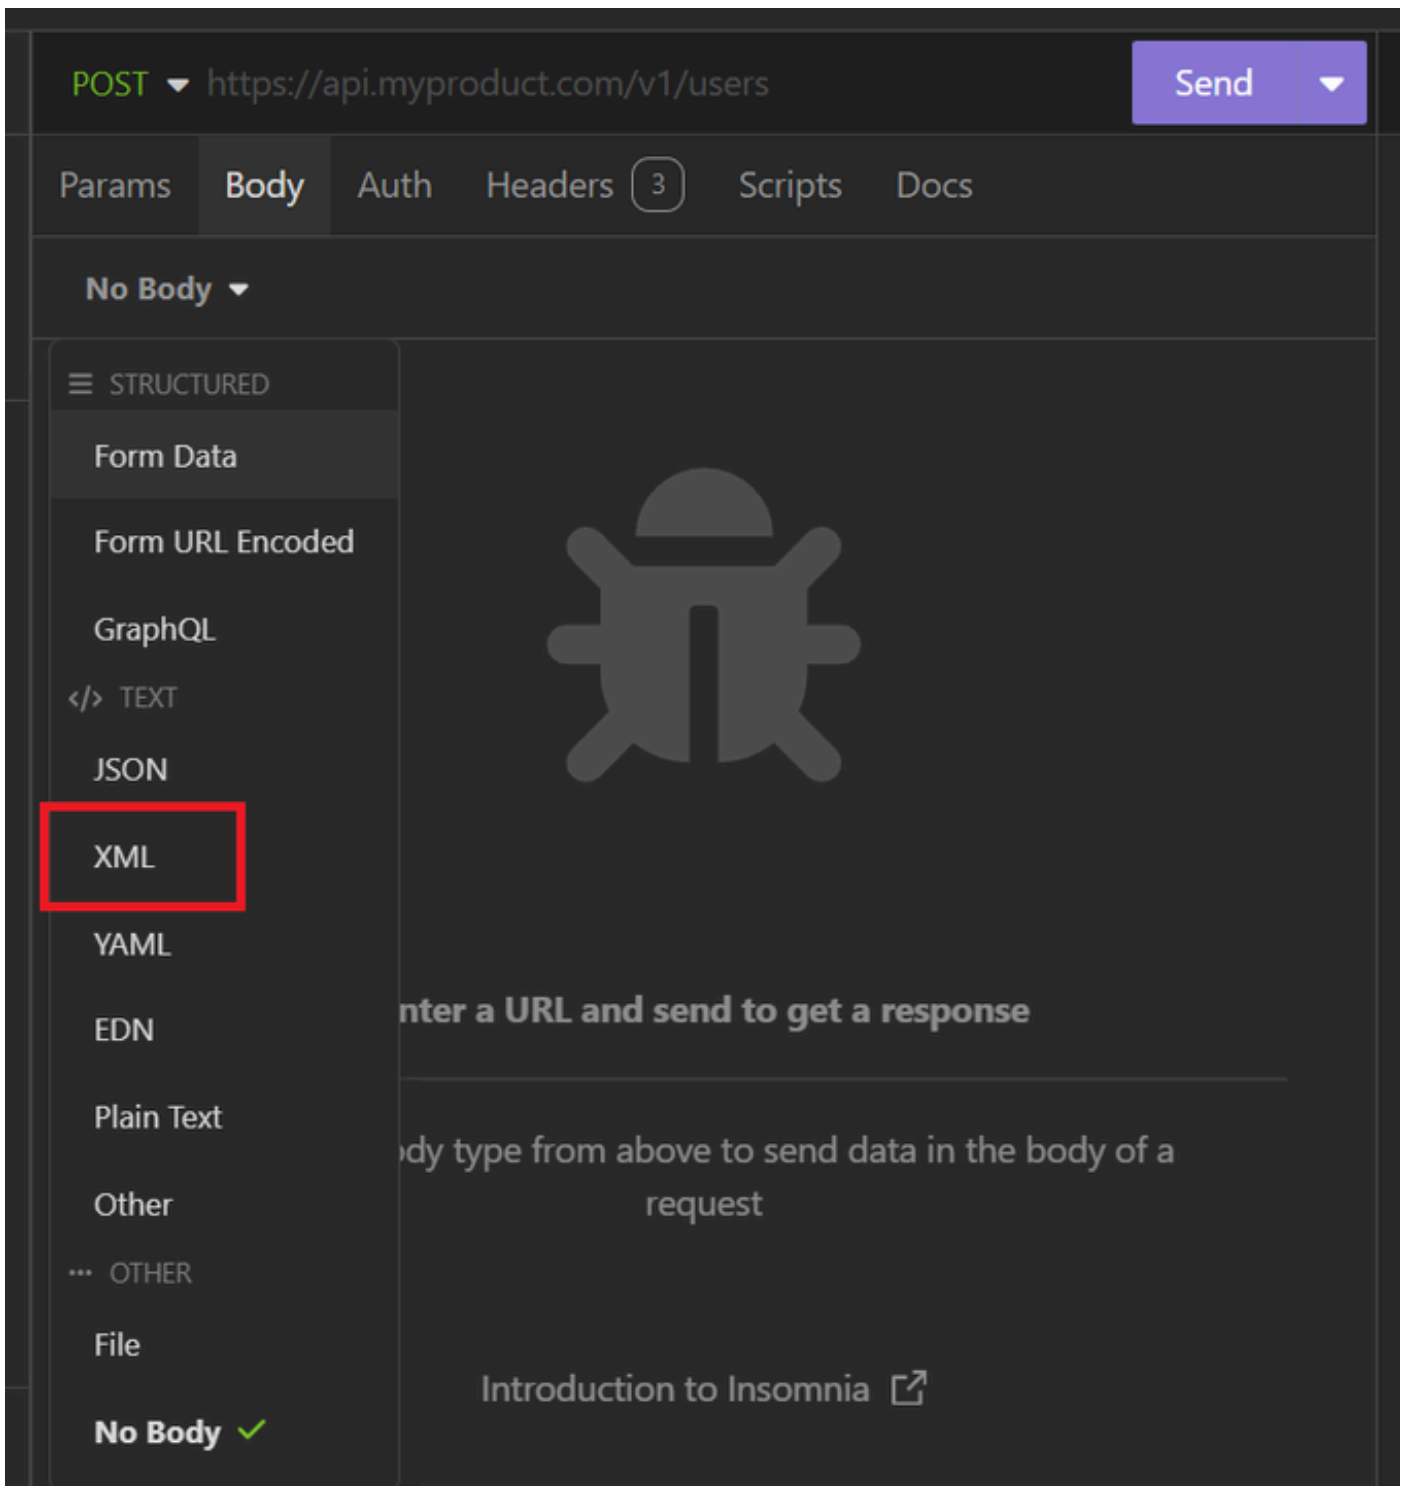 POST https://api.myproduct.com/v1/users Send
Params Body Auth Headers 3 Scripts Docs
No Body
STRUCTURED
Form Data
Form URL Encoded
GraphQL
</> TEXT
JSON
XML
YAML
EDN
nter a URL and send to get a response
Plain Text
dy type from above to send data in the body of a
request
Other
OTHER
File
Introduction to Insomnia
No Body